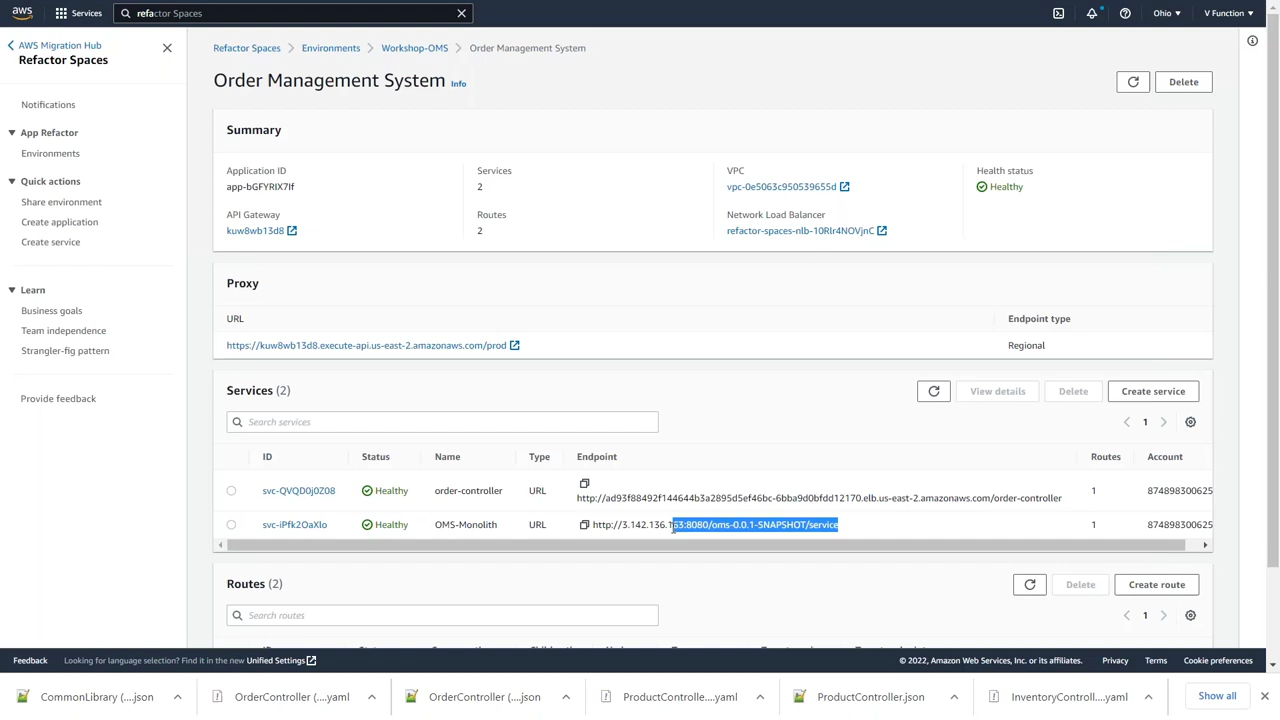 aws
Services
refactor Spaces
Ohio
V Function
AWS Migration Hub
Refactor Spaces
Notifications
App Refactor
Environments
Quick actions
Share environment
Create application
Create service
Learn
Business goals
Team independence
Strangler-fig pattern
Provide feedback
Refactor Spaces
Environments
Workshop-OMS
Order Management System
Order Management System Info
Delete
Summary
Application ID
app-bGFYRIX7If
Services
2
VPC
vpc-0e5063c950539655d
Health status
Healthy
API Gateway
kuw8wb13d8
Routes
2
Network Load Balancer
refactor-spaces-nlb-10Rlr4NOVjnC
Proxy
URL
Endpoint type
https://kuw8wb13d8.execute-api.us-east-2.amazonaws.com/prod
Regional
Services (2)
View details
Delete
Create service
Search services
1
ID Status Name Type Endpoint Routes Account
svc-QVQD0j0Z08 Healthy order-controller URL http://ad93f88492f144644b3a2895d5ef46bc-6bba9d0bfdd12170.elb.us-east-2.amazonaws.com/order-controller 1 874898300625
svc-iPfk2OaXlo Healthy OMS-Monolith URL http://3.142.136.163:8080/oms-0.0.1-SNAPSHOT/service 1 874898300625
Routes (2)
Delete
Create route
Search routes
1
Feedback
Looking for language selection? Find it in the new Unified Settings
© 2022, Amazon Web Services, Inc. or its affiliates.
Privacy
Terms
Cookie preferences
CommonLibrary (....json
OrderController (....yaml
OrderController (....json
ProductControlle....yaml
ProductController.json
InventoryControll....yaml
Show all